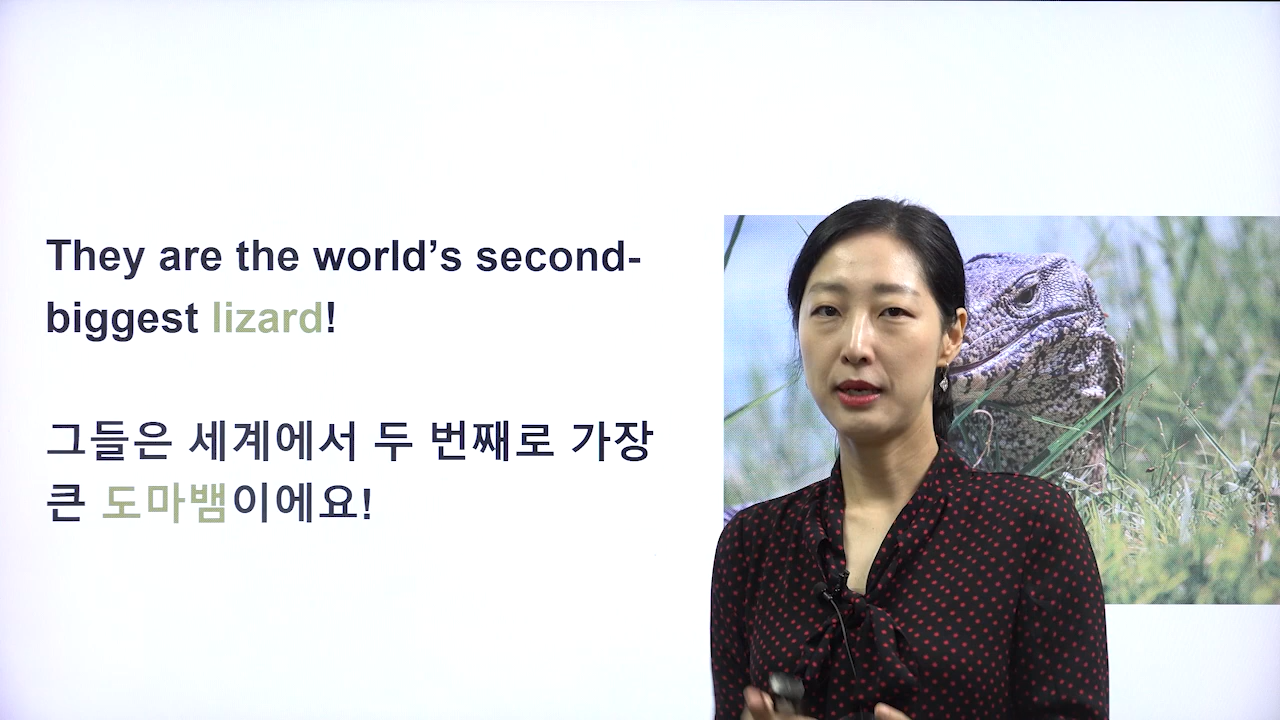 They are the world’s second-
biggest lizard!
그들은 세계에서 두 번째로 가장
큰 도마뱀이에요!